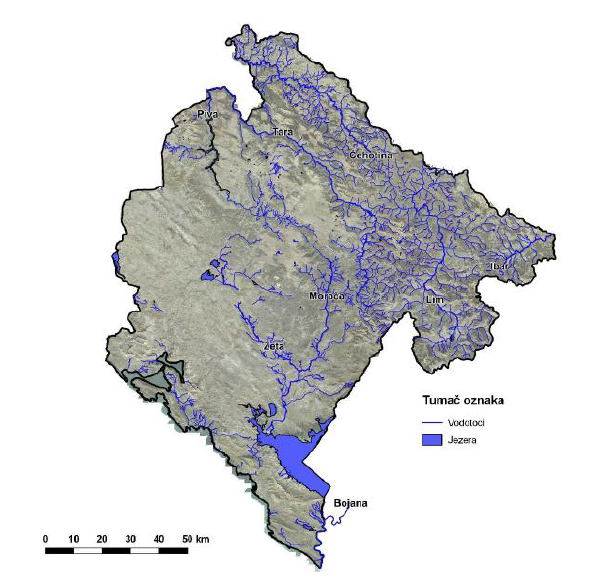 Piva
Tara
Ćehotina
Ibar
Morača
Lim
Zeta
Tumač oznaka
Vodotoci
Jezera
Bojana
0 10 20 30 40 50 km